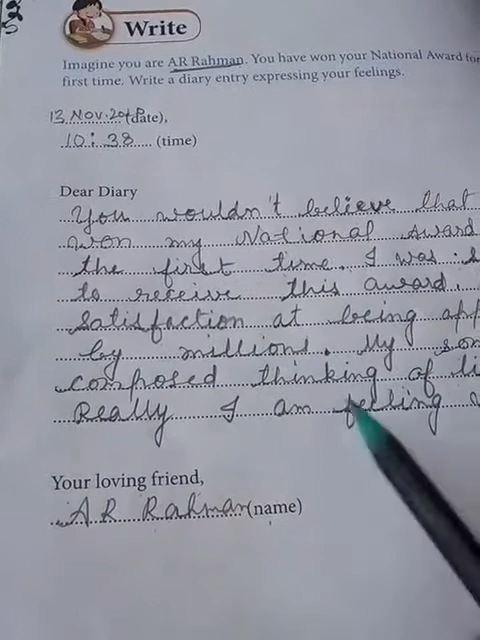 Write
Imagine you are AR Rahman. You have won your National Award for
first time. Write a diary entry expressing your feelings.
13 Nov. (date),
10:38 (time)
Dear Diary
You wouldn't believe that
won my National Award
the first time. I was
to receive this award.
satisfaction at being
by millions. My
composed thinking of
Really I am
Your loving friend,
A R Rahman (name)